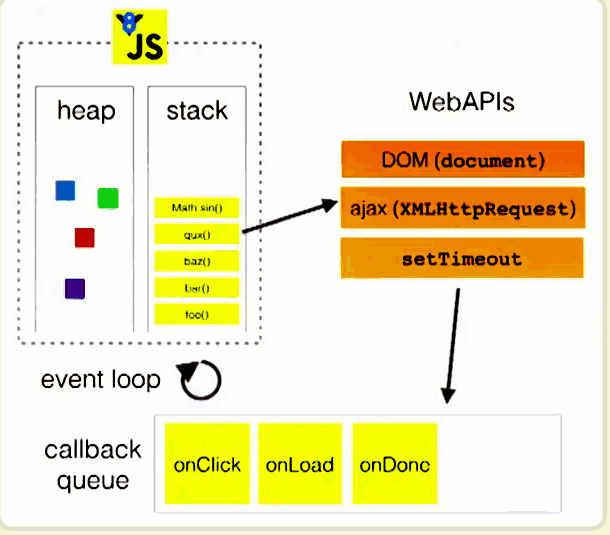 JS
heap
stack
WebAPIs
Math sin()
qux()
baz()
bar()
foo()
DOM (document)
ajax (XMLHttpRequest)
setTimeout
event loop
callback
queue
onClick
onLoad
onDone